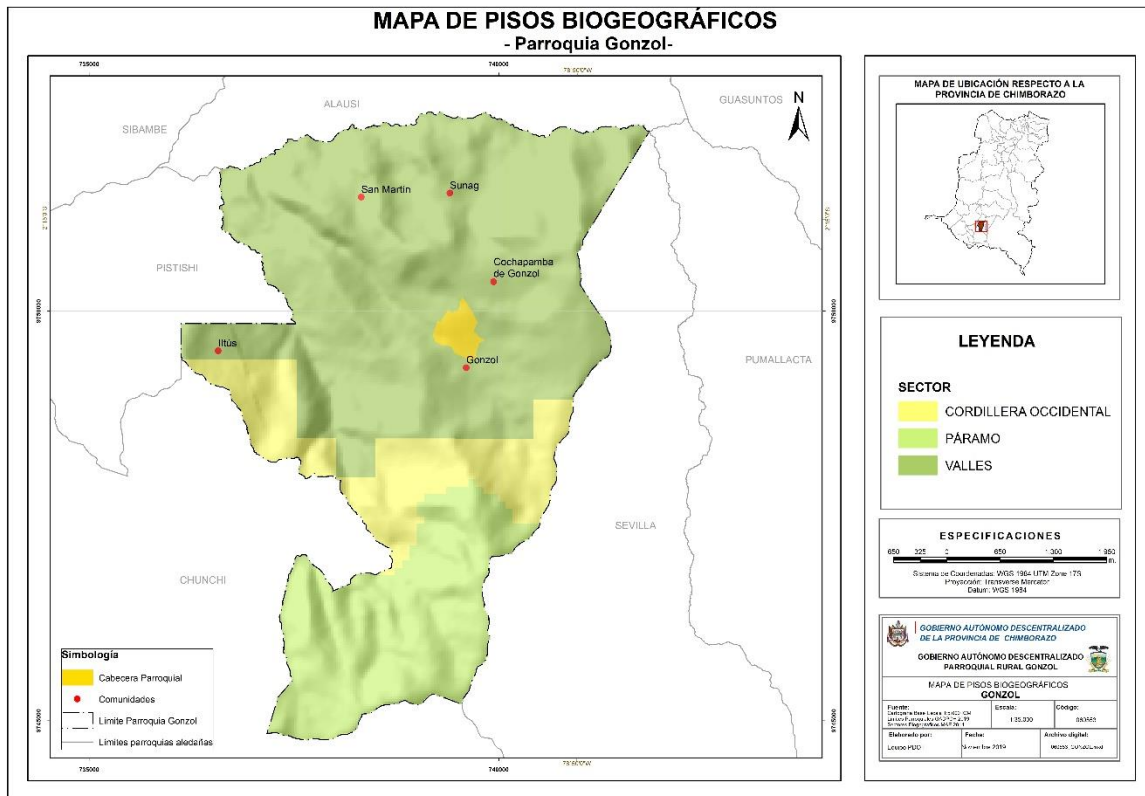 MAPA DE PISOS BIOGEOGRÁFICOS
- Parroquia Gonzol-
735000
740000
GUASUNTOS
ALAUSI
SIBAMBE
N
San Martin
Sunag
PISTISHI
Cochapamba
de Gonzol
9750000
9750000
Iltus
Gonzol
PUMALLACTA
SEVILLA
CHUNCHI
Simbología
Cabecera Parroquial
Comunidades
Limite Parroquia Gonzol
Limites parroquias aledañas
9745000
9745000
735000
740000
MAPA DE UBICACIÓN RESPECTO A LA
PROVINCIA DE CHIMBORAZO
LEYENDA
SECTOR
CORDILLERA OCCIDENTAL
PÁRAMO
VALLES
ESPECIFICACIONES
650 325 0 650 1.300 1.950
m.
Sistema de Coordenadas: WGS 1984 UTM Zone 17S
Proyacción: Transverse Mercator
Datum: WGS 1984
GOBIERNO AUTÓNOMO DESCENTRALIZADO
DE LA PROVINCIA DE CHIMBORAZO
GOBIERNO AUTÓNOMO DESCENTRALIZADO
PARROQUIAL RURAL GONZOL
MAPA DE PISOS BIOGEOGRÁFICOS
GONZOL
Fuente:
Escala:
Código:
Elaborado por:
Fecha:
Noviembre 2019
Archivo digital: